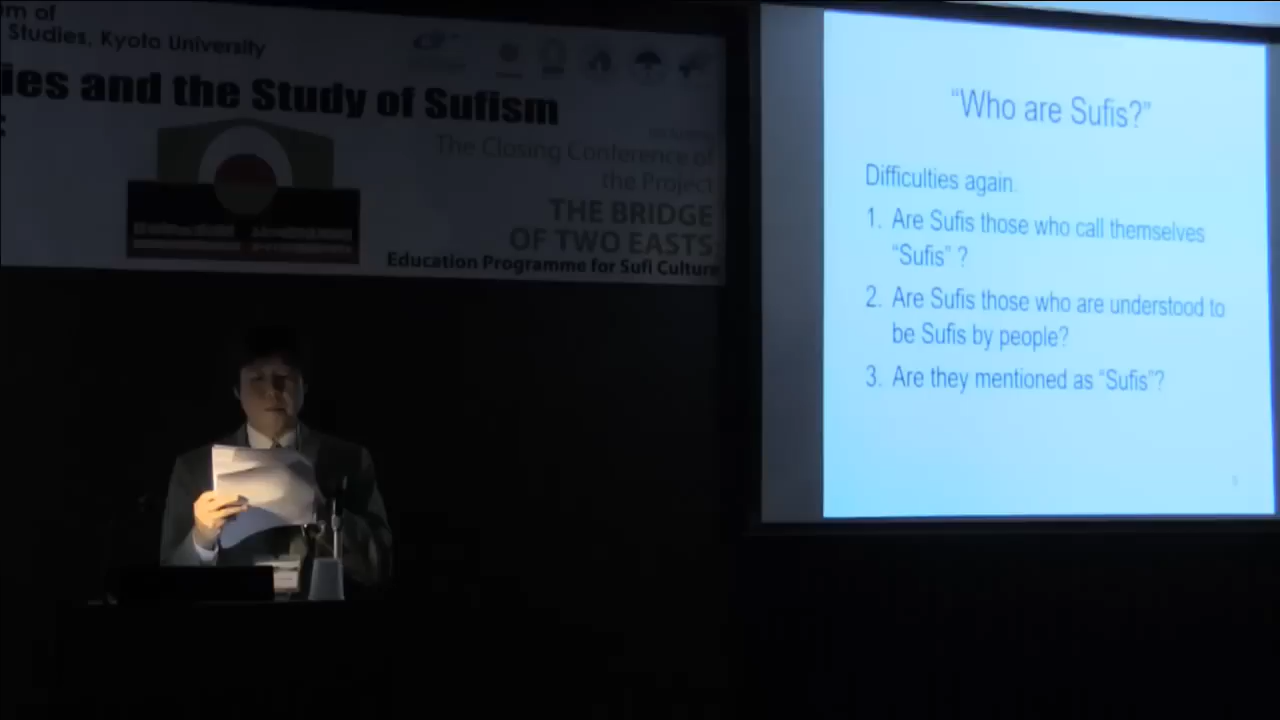 m of
Studies, Kyoto University
ies and the Study of Sufism
The Closing Conference of
the Project
THE BRIDGE
OF TWO EASTS
Education Programme for Sufi Culture
“Who are Sufis?”
Difficulties again.
1. Are Sufis those who call themselves
“Sufis” ?
2. Are Sufis those who are understood to
be Sufis by people?
3. Are they mentioned as “Sufis”?